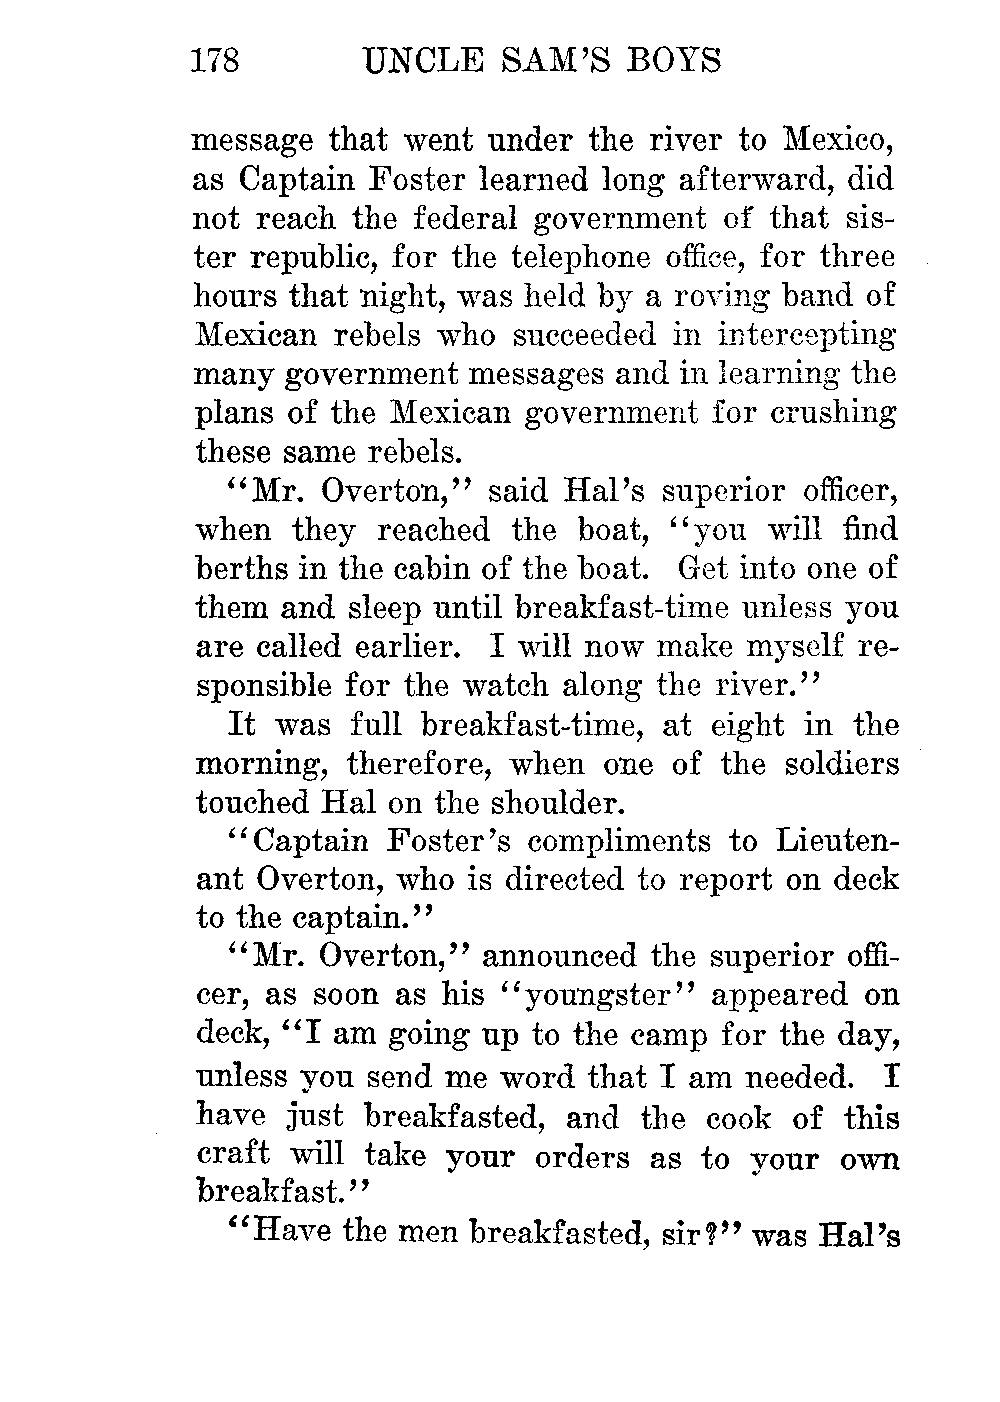 178 UNCLE SAM'S BOYS
message that went under the river to Mexico,
as Captain Foster learned long afterward, did
not reach the federal government of that sis-
ter republic, for the telephone office, for three
hours that night, was held by a roving band of
Mexican rebels who succeeded in intercepting
many government messages and in learning the
plans of the Mexican government for crushing
these same rebels.
“Mr. Overton,” said Hal's superior officer,
when they reached the boat, “you will find
berths in the cabin of the boat. Get into one of
them and sleep until breakfast-time unless you
are called earlier. I will now make myself re-
sponsible for the watch along the river.”
It was full breakfast-time, at eight in the
morning, therefore, when one of the soldiers
touched Hal on the shoulder.
“Captain Foster's compliments to Lieuten-
ant Overton, who is directed to report on deck
to the captain.”
“Mr. Overton,” announced the superior offi-
cer, as soon as his “youngster” appeared on
deck, “I am going up to the camp for the day,
unless you send me word that I am needed. I
have just breakfasted, and the cook of this
craft will take your orders as to your own
breakfast.”
“Have the men breakfasted, sir?” was Hal's